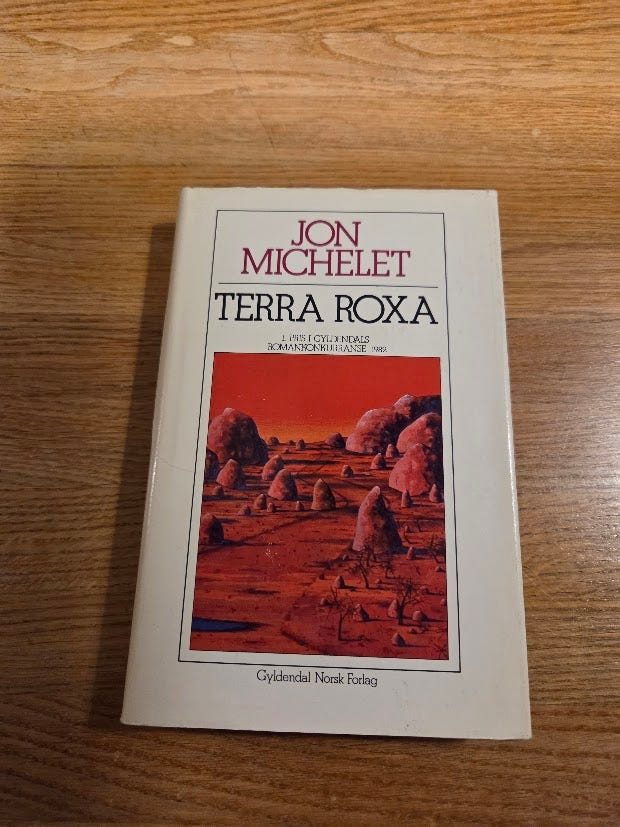 JON
MICHELET
TERRA ROXA
1. PRIS I GYLDENDALS
ROMANKONKURRANSE 1982
Gyldendal Norsk Forlag